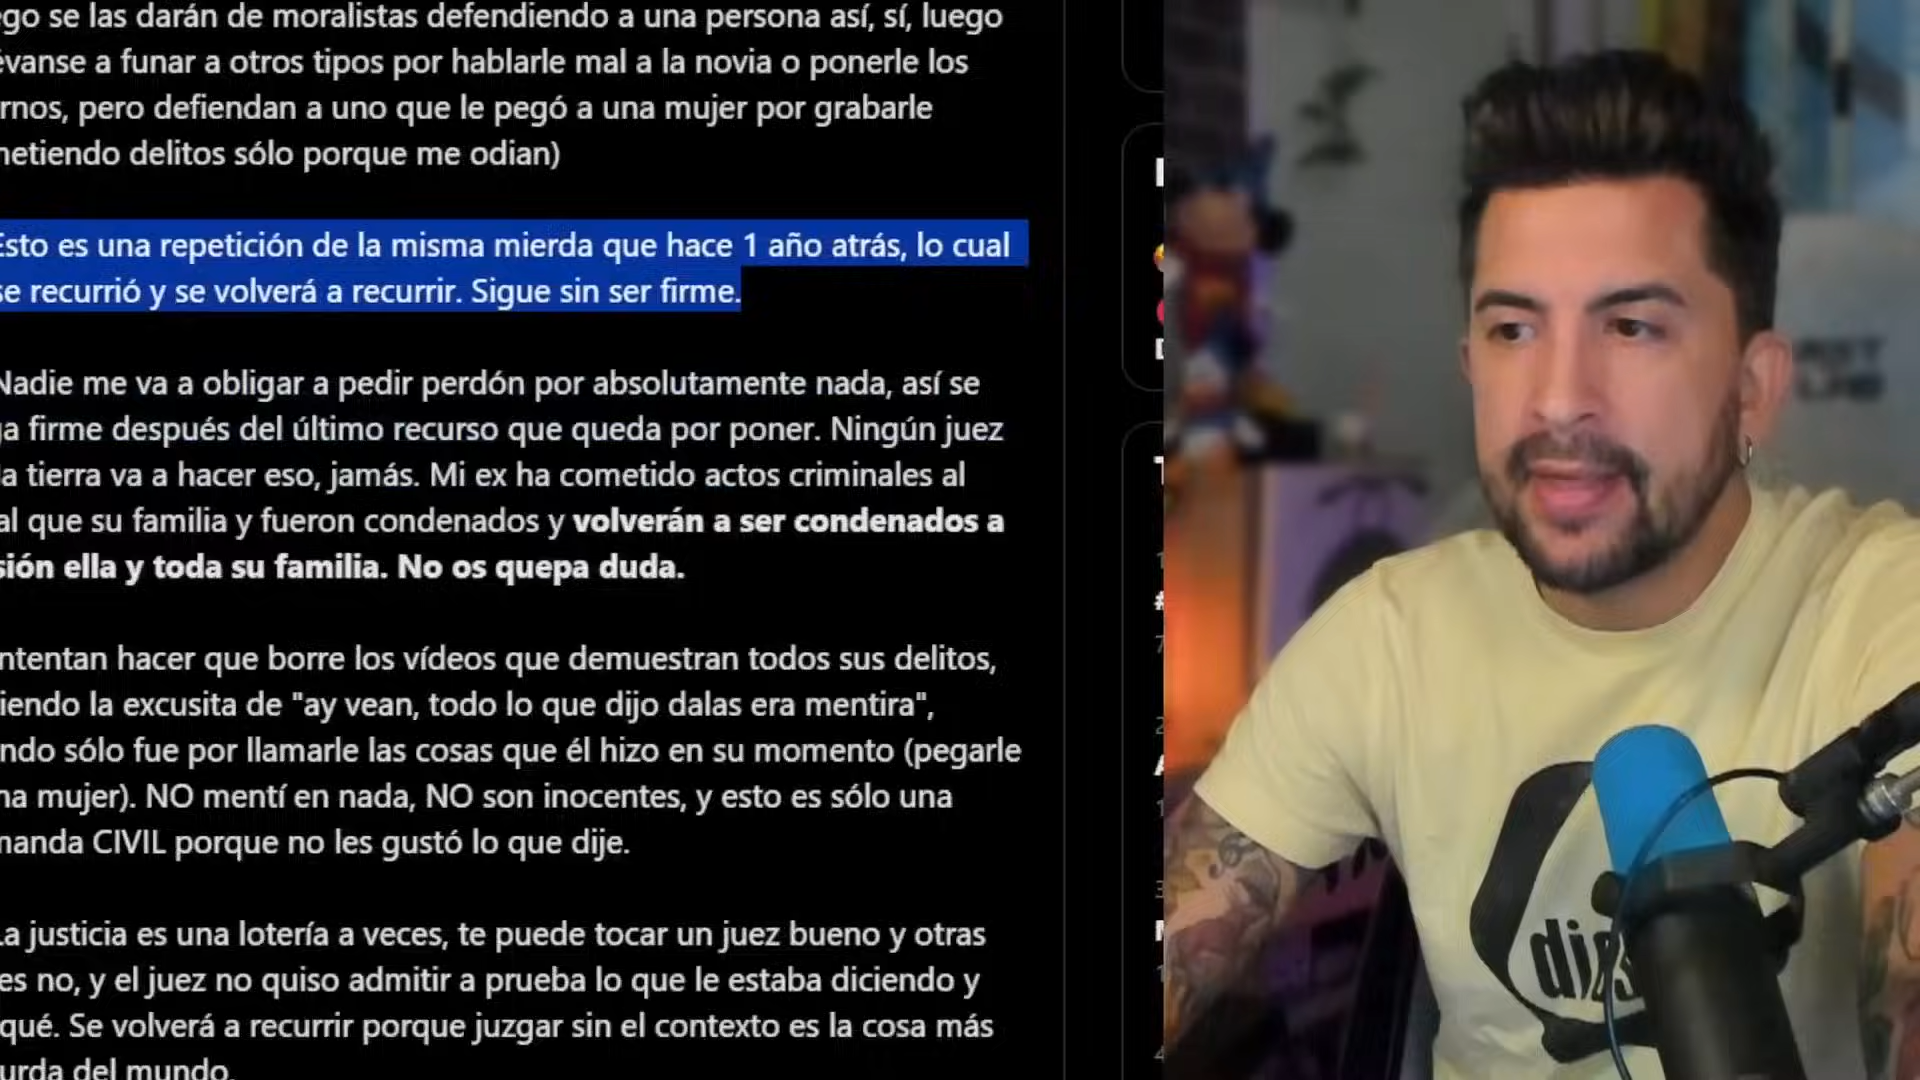 ego se las darán de moralistas defendiendo a una persona así, sí, luego
évanse a funar a otros tipos por hablarle mal a la novia o ponerle los
rnos, pero defiendan a uno que le pegó a una mujer por grabarle
metiendo delitos sólo porque me odian)
Esto es una repetición de la misma mierda que hace 1 año atrás, lo cual
se recurrió y se volverá a recurrir. Sigue sin ser firme.
Nadie me va a obligar a pedir perdón por absolutamente nada, así se
ga firme después del último recurso que queda por poner. Ningún juez
la tierra va a hacer eso, jamás. Mi ex ha cometido actos criminales al
al que su familia y fueron condenados y volverán a ser condenados a
sión ella y toda su familia. No os quepa duda.
ntentan hacer que borre los vídeos que demuestran todos sus delitos,
iendo la excusita de "ay vean, todo lo que dijo dalas era mentira",
ndo sólo fue por llamarle las cosas que él hizo en su momento (pegarle
na mujer). NO mentí en nada, NO son inocentes, y esto es sólo una
manda CIVIL porque no les gustó lo que dije.
La justicia es una lotería a veces, te puede tocar un juez bueno y otras
es no, y el juez no quiso admitir a prueba lo que le estaba diciendo y
qué. Se volverá a recurrir porque juzgar sin el contexto es la cosa más
urda del mundo.